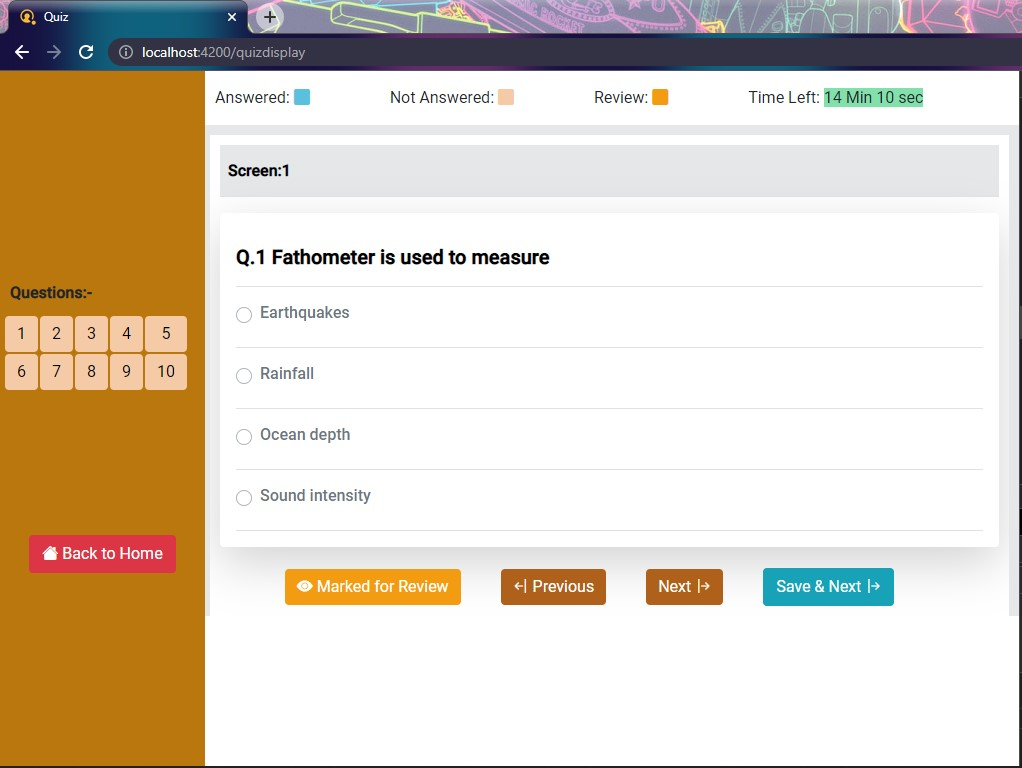 Quiz
localhost:4200/quizdisplay
Answered: Not Answered: Review: Time Left: 14 Min 10 sec
Screen:1
Q.1 Fathometer is used to measure
Earthquakes
Rainfall
Ocean depth
Sound intensity
Questions:-
1 2 3 4 5
6 7 8 9 10
Back to Home
Marked for Review Previous Next Save & Next